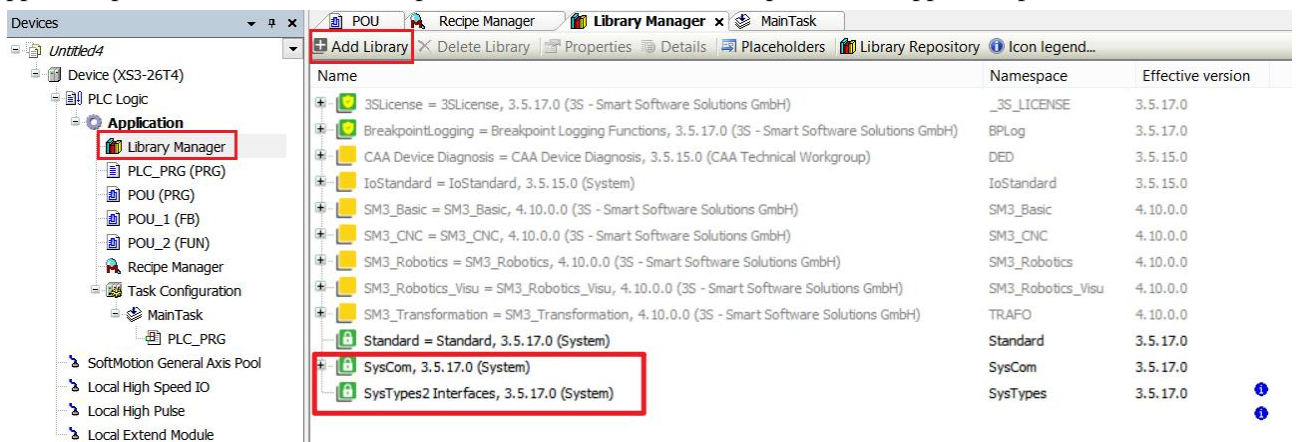 Devices
POU
Recipe Manager
Library Manager
MainTask
Untitled4
Add Library
Delete Library
Properties
Details
Placeholders
Library Repository
Icon legend...
Device (XS3-26T4)
PLC Logic
Application
Library Manager
PLC_PRG (PRG)
POU (PRG)
POU_1 (FB)
POU_2 (FUN)
Recipe Manager
Task Configuration
MainTask
PLC_PRG
SoftMotion General Axis Pool
Local High Speed IO
Local High Pulse
Local Extend Module
Name Namespace Effective version
3SLicense = 3SLicense, 3.5.17.0 (3S - Smart Software Solutions GmbH) _3S_LICENSE 3.5.17.0
BreakpointLogging = Breakpoint Logging Functions, 3.5.17.0 (3S - Smart Software Solutions GmbH) BPLog 3.5.17.0
CAA Device Diagnosis = CAA Device Diagnosis, 3.5.15.0 (CAA Technical Workgroup) DED 3.5.15.0
IoStandard = IoStandard, 3.5.15.0 (System) IoStandard 3.5.15.0
SM3_Basic = SM3_Basic, 4.10.0.0 (3S - Smart Software Solutions GmbH) SM3_Basic 4.10.0.0
SM3_CNC = SM3_CNC, 4.10.0.0 (3S - Smart Software Solutions GmbH) SM3_CNC 4.10.0.0
SM3_Robotics = SM3_Robotics, 4.10.0.0 (3S - Smart Software Solutions GmbH) SM3_Robotics 4.10.0.0
SM3_Robotics_Visu = SM3_Robotics_Visu, 4.10.0.0 (3S - Smart Software Solutions GmbH) SM3_Robotics_Visu 4.10.0.0
SM3_Transformation = SM3_Transformation, 4.10.0.0 (3S - Smart Software Solutions GmbH) TRAFO 4.10.0.0
Standard = Standard, 3.5.17.0 (System) Standard 3.5.17.0
SysCom, 3.5.17.0 (System) SysCom 3.5.17.0
SysTypes2 Interfaces, 3.5.17.0 (System) SysTypes 3.5.17.0